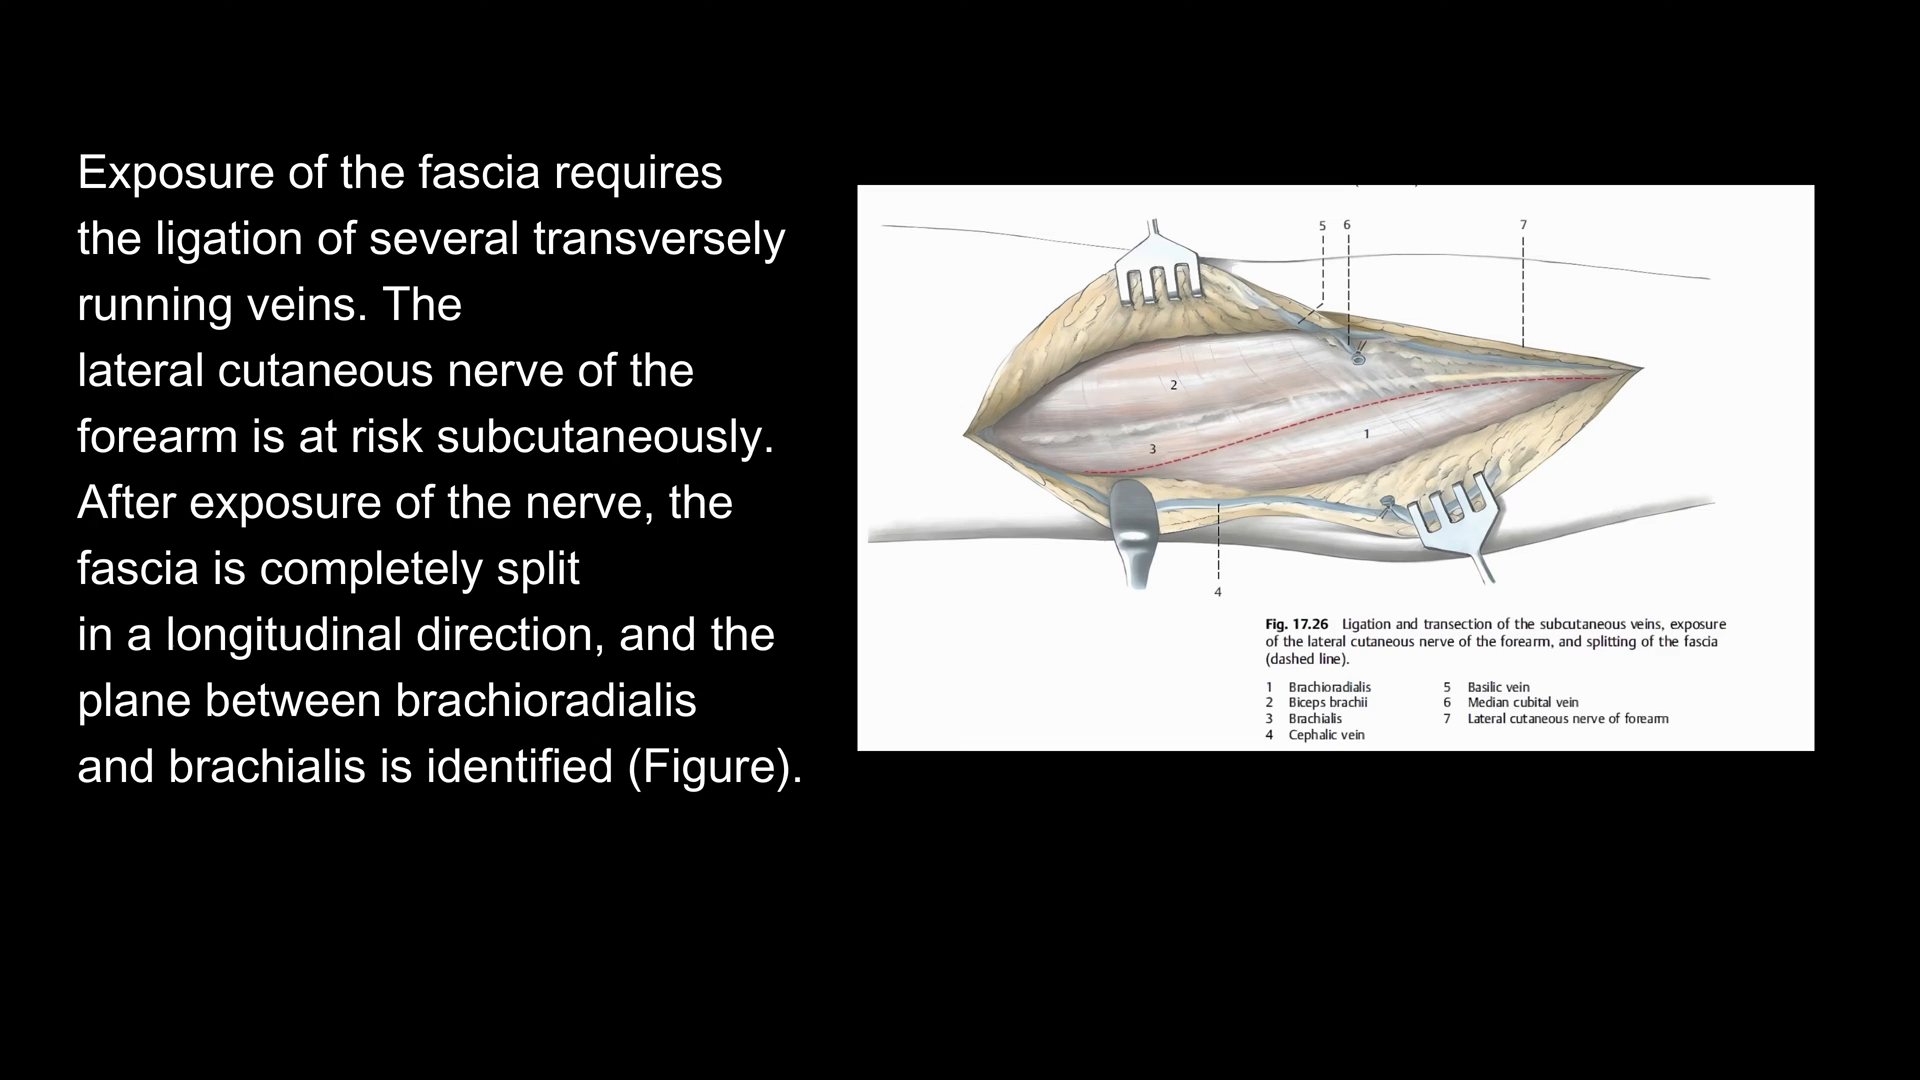 Exposure of the fascia requires
the ligation of several transversely
running veins. The
lateral cutaneous nerve of the
forearm is at risk subcutaneously.
After exposure of the nerve, the
fascia is completely split
in a longitudinal direction, and the
plane between brachioradialis
and brachialis is identified (Figure).
5 6 7
2
1
3
4
Fig. 17.26 Ligation and transection of the subcutaneous veins, exposure
of the lateral cutaneous nerve of the forearm, and splitting of the fascia
(dashed line).
1 Brachioradialis
2 Biceps brachii
3 Brachialis
4 Cephalic vein
5 Basilic vein
6 Median cubital vein
7 Lateral cutaneous nerve of forearm